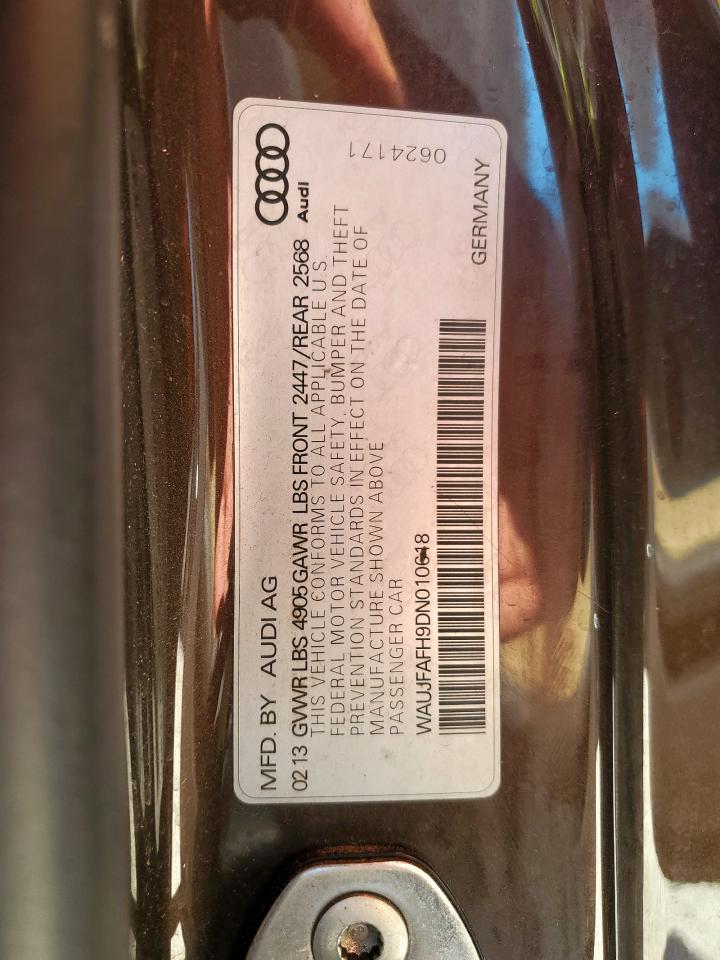 MFD. BY AUDI AG
Audi
0213 GVWR LBS 4905 GAWR LBS FRONT 2447/REAR 2568
THIS VEHICLE CONFORMS TO ALL APPLICABLE U.S.
FEDERAL MOTOR VEHICLE SAFETY, BUMPER AND THEFT
PREVENTION STANDARDS IN EFFECT ON THE DATE OF
MANUFACTURE SHOWN ABOVE
PASSENGER CAR
0624171
WAUJFAFH9DN010618
GERMANY